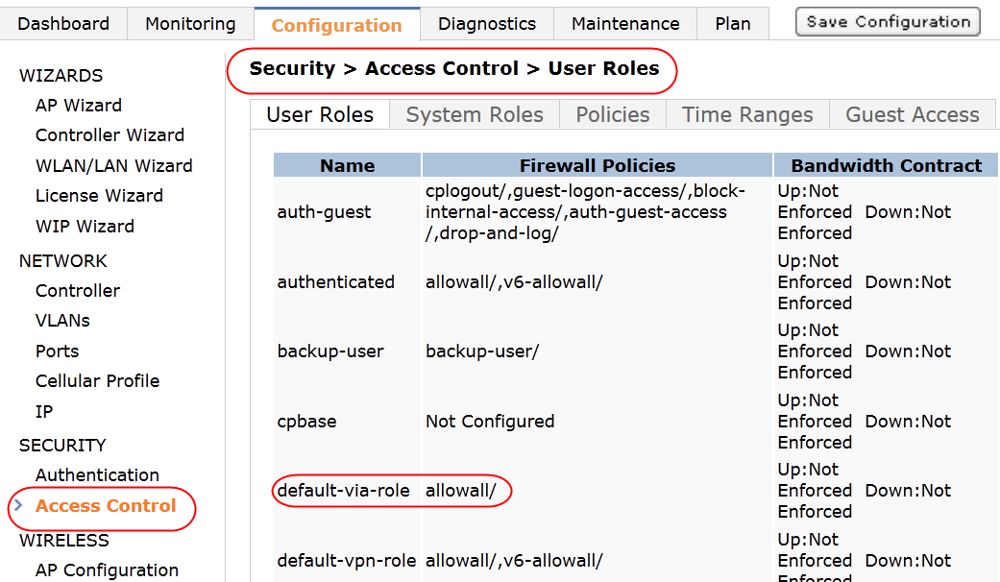 Dashboard Monitoring Configuration Diagnostics Maintenance Plan Save Configuration
WIZARDS
AP Wizard
Controller Wizard
WLAN/LAN Wizard
License Wizard
WIP Wizard
NETWORK
Controller
VLANs
Ports
Cellular Profile
IP
SECURITY
Authentication
Access Control
WIRELESS
AP Configuration
Security > Access Control > User Roles
User Roles System Roles Policies Time Ranges Guest Access
Name Firewall Policies Bandwidth Contract
auth-guest
cplogout/,guest-logon-access/,block-
internal-access/,auth-guest-access
/,drop-and-log/
Up:Not
Enforced Down:Not
Enforced
authenticated
allowall/,v6-allowall/
Up:Not
Enforced Down:Not
Enforced
backup-user
backup-user/
Up:Not
Enforced Down:Not
Enforced
cpbase
Not Configured
Up:Not
Enforced Down:Not
Enforced
default-via-role
allowall/
Up:Not
Enforced Down:Not
Enforced
default-vpn-role
allowall/,v6-allowall/
Up:Not
Enforced Down:Not
Enforced